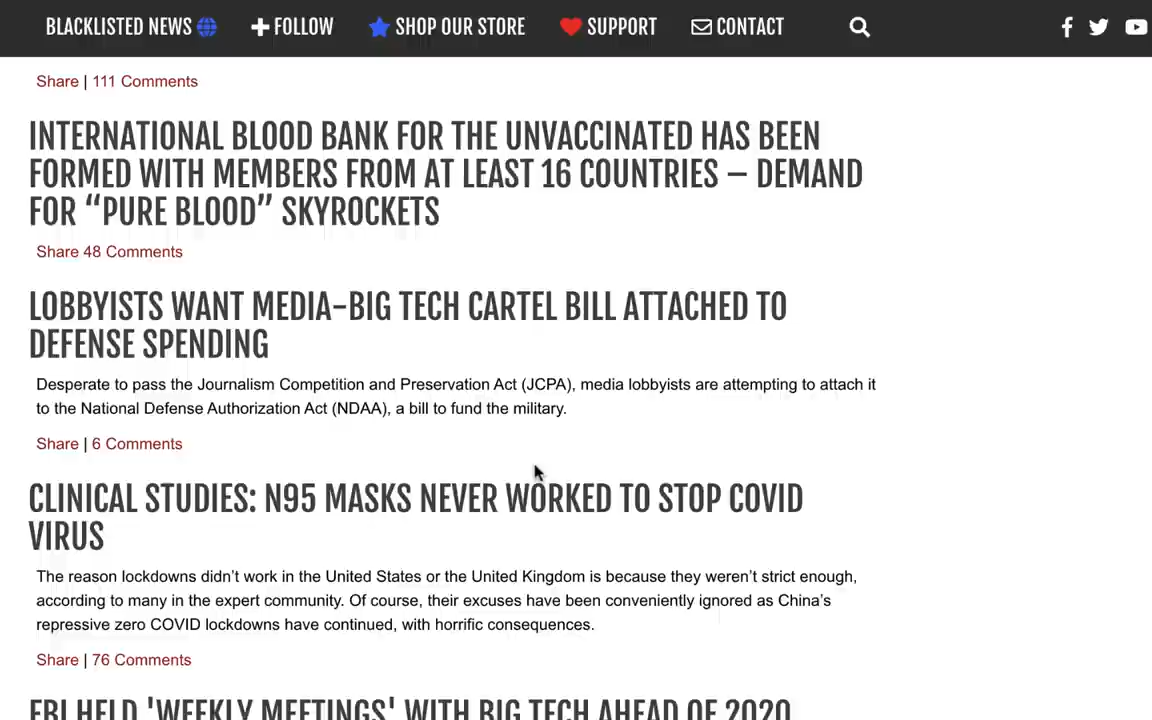 BLACKLISTED NEWS FOLLOW SHOP OUR STORE SUPPORT CONTACT
Share | 111 Comments
INTERNATIONAL BLOOD BANK FOR THE UNVACCINATED HAS BEEN
FORMED WITH MEMBERS FROM AT LEAST 16 COUNTRIES – DEMAND
FOR “PURE BLOOD” SKYROCKETS
Share 48 Comments
LOBBYISTS WANT MEDIA-BIG TECH CARTEL BILL ATTACHED TO
DEFENSE SPENDING
Desperate to pass the Journalism Competition and Preservation Act (JCPA), media lobbyists are attempting to attach it
to the National Defense Authorization Act (NDAA), a bill to fund the military.
Share | 6 Comments
CLINICAL STUDIES: N95 MASKS NEVER WORKED TO STOP COVID
VIRUS
The reason lockdowns didn’t work in the United States or the United Kingdom is because they weren’t strict enough,
according to many in the expert community. Of course, their excuses have been conveniently ignored as China’s
repressive zero COVID lockdowns have continued, with horrific consequences.
Share | 76 Comments
FBI HELD 'WEEKLY MEETINGS' WITH BIG TECH AHEAD OF 2020